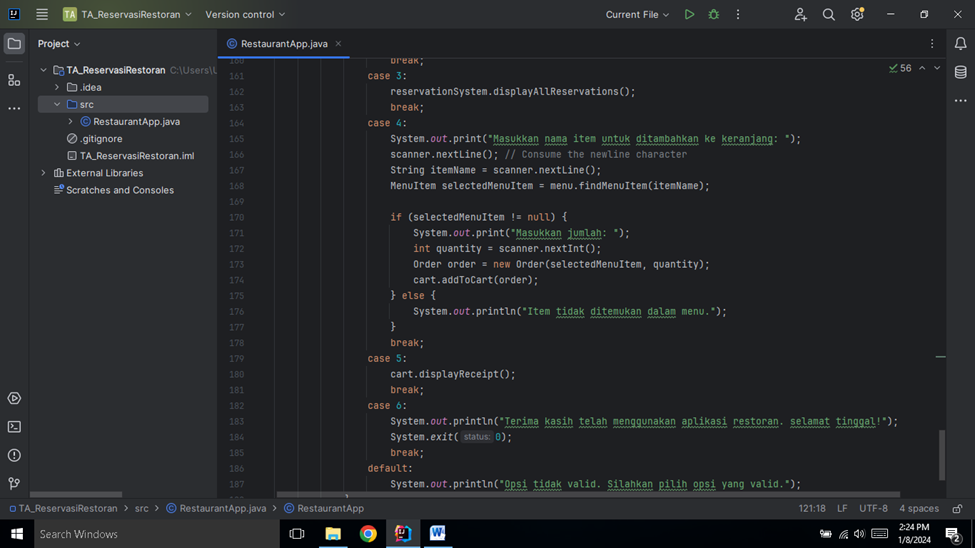 TA_ReservasiRestoran Version control Current File
Project
RestaurantApp.java
TA_ReservasiRestoran C:\Users\U
.idea
src
RestaurantApp.java
.gitignore
TA_ReservasiRestoran.iml
External Libraries
Scratches and Consoles
56
160 break;
161 case 3:
162 reservationSystem.displayAllReservations();
163 break;
164 case 4:
165 System.out.print("Masukkan nama item untuk ditambahkan ke keranjang: ");
166 scanner.nextLine(); // Consume the newline character
167 String itemName = scanner.nextLine();
168 MenuItem selectedMenuItem = menu.findMenuItem(itemName);
169
170 if (selectedMenuItem != null) {
171 System.out.print("Masukkan jumlah: ");
172 int quantity = scanner.nextInt();
173 Order order = new Order(selectedMenuItem, quantity);
174 cart.addToCart(order);
175 } else {
176 System.out.println("Item tidak ditemukan dalam menu.");
177 }
178 break;
179 case 5:
180 cart.displayReceipt();
181 break;
182 case 6:
183 System.out.println("Terima kasih telah menggunakan aplikasi restoran. selamat tinggal!");
184 System.exit( status: 0);
185 break;
186 default:
187 System.out.println("Opsi tidak valid. Silahkan pilih opsi yang valid.");
TA_ReservasiRestoran > src > RestaurantApp.java > RestaurantApp 121:18 LF UTF-8 4 spaces
Search Windows
2:24 PM
1/8/2024
2